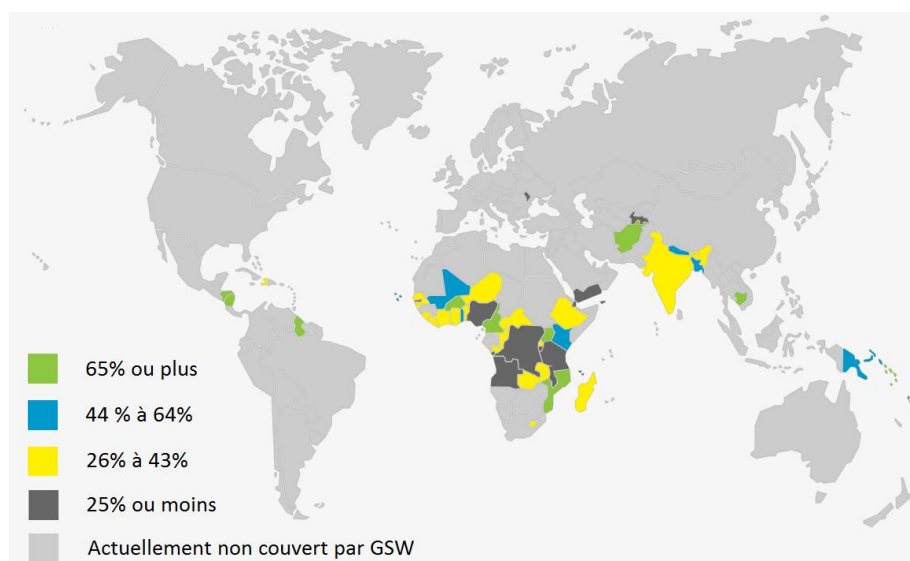 65% ou plus
44 % à 64%
26% à 43%
25% ou moins
Actuellement non couvert par GSW